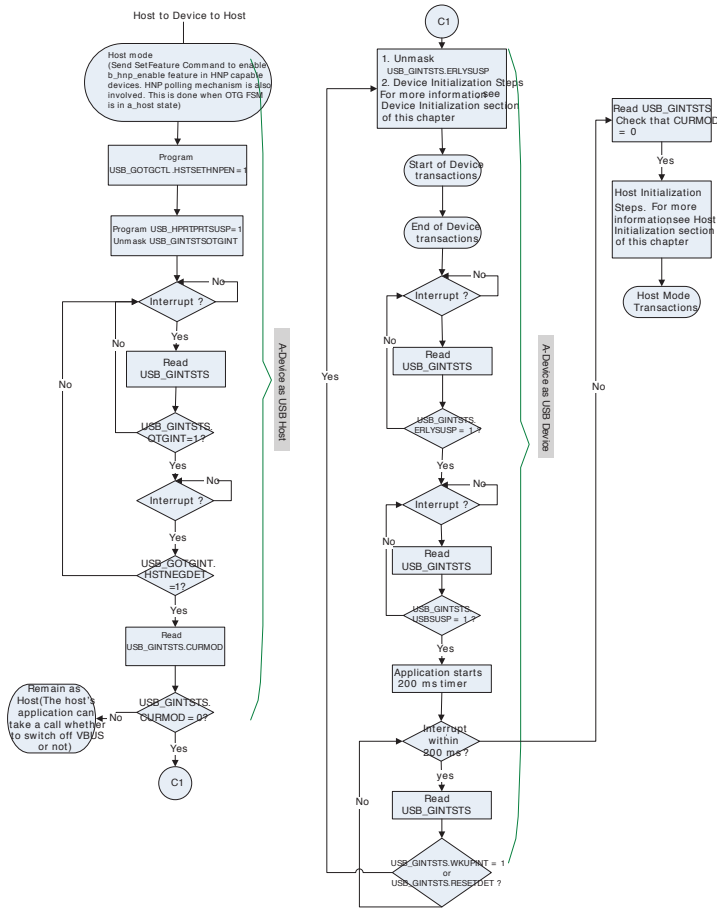 Host to Device to Host
Host mode
(Send SetFeature Command to enable
b_hnp_enable feature in HNP capable
devices. HNP polling mechanism is also
involved. This is done when OTG FSM
is in a_host state)
Program
USB_GOTGCTL.HSTSETHNPEN=1
Program USB_HPRT.PRTSUSP=1
Unmask USB_GINTSTS.OTGINT
No
Interrupt ?
Yes
No
No
Read
USB_GINTSTS
USB_GINTSTS.
OTGINT=1?
Yes
No
Interrupt ?
Yes
USB_GOTGINT.
HSTNEGDET
=1?
Yes
Read
USB_GINTSTS.CURMOD
USB_GINTSTS.
CURMOD = 0?
No
Remain as
Host(The host's
application can
take a call whether
to switch off VBUS
or not)
Yes
C1
A-Device as USB Host
C1
1. Unmask
USB_GINTSTS.ERLYSUSP
2. Device Initialization Steps
For more information, see
Device Initialization section
of this chapter
Start of Device
transactions
End of Device
transactions
No
Interrupt ?
No
Read
USB_GINTSTS
USB_GINTSTS.
ERLYSUSP = 1 ?
Yes
No
Interrupt ?
No
Read
USB_GINTSTS
USB_GINTSTS.
USBSUSP = 1 ?
Yes
Application starts
200 ms timer
Interrupt
within
200 ms ?
yes
Read
USB_GINTSTS
No
USB_GINTSTS.WKUPINT = 1
or
USB_GINTSTS.RESETDET ?
Yes
A-Device as USB Device
No
Read USB_GINTSTS
Check that CURMOD
= 0
Yes
Host Initialization
Steps. For more
information, see Host
Initialization section
of this chapter
Host Mode
Transactions